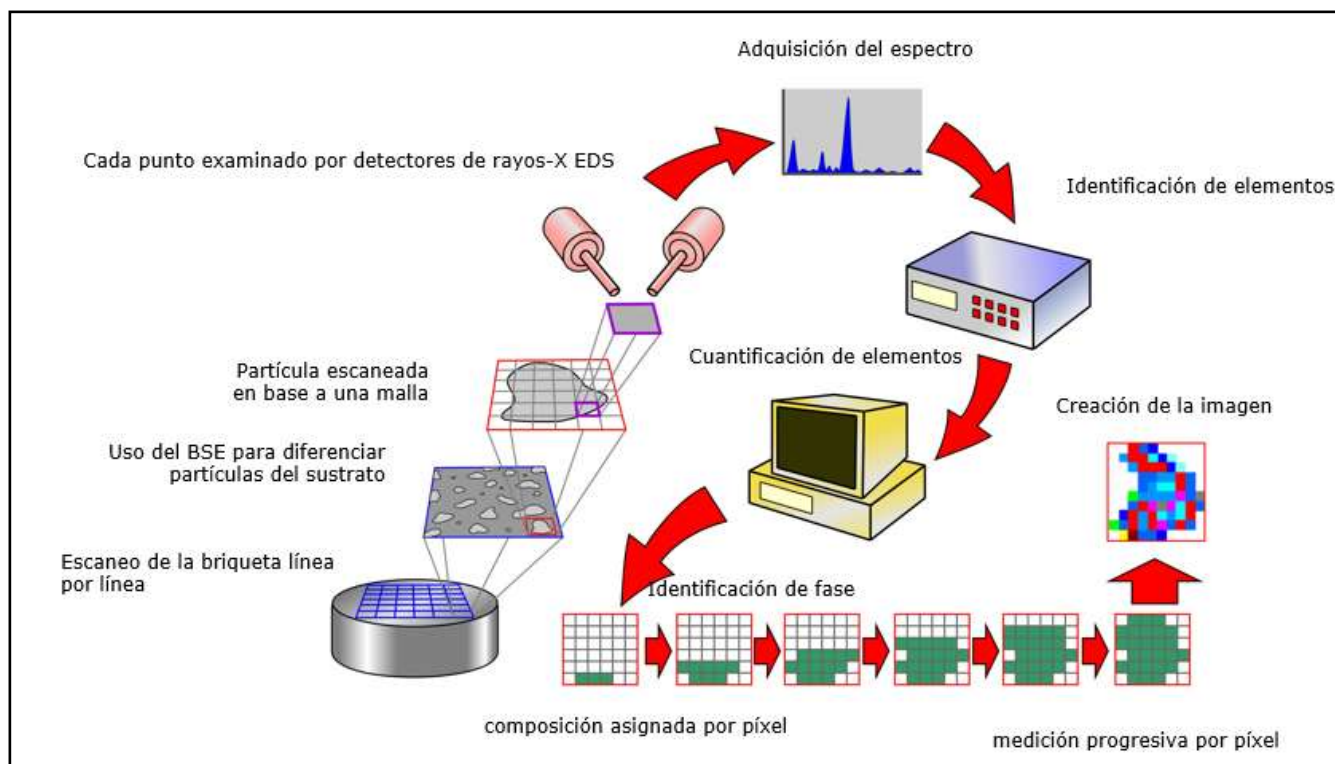 Adquisición del espectro
Cada punto examinado por detectores de rayos-X EDS
Identificación de elementos
Cuantificación de elementos
Partícula escaneada
en base a una malla
Creación de la imagen
Uso del BSE para diferenciar
partículas del sustrato
Escaneo de la briqueta línea
por línea
Identificación de fase
composición asignada por píxel
medición progresiva por píxel